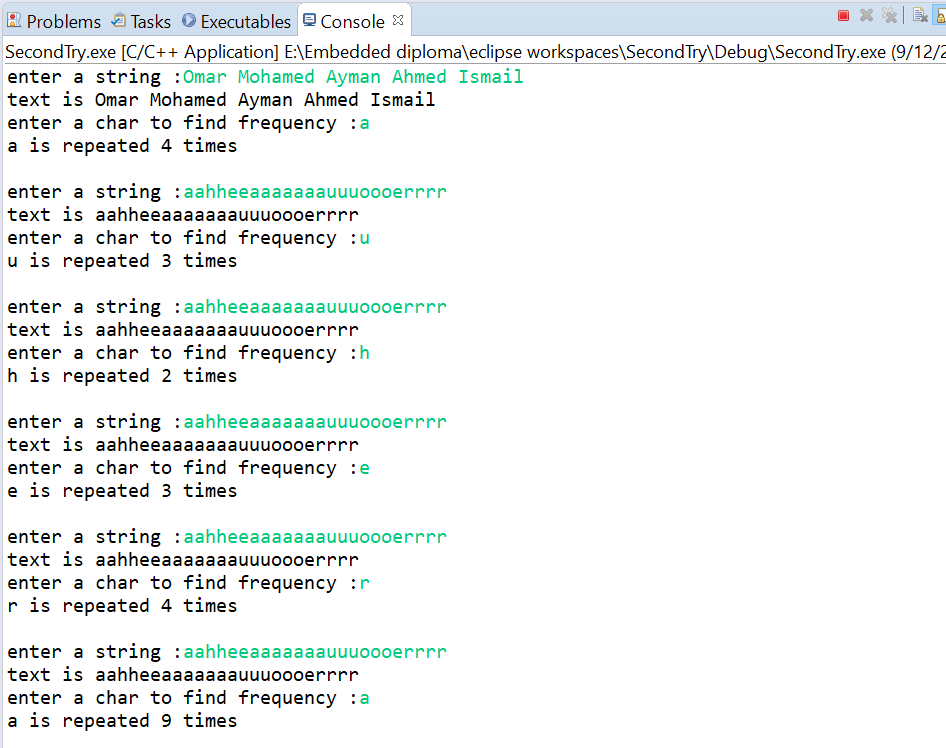 Problems Tasks Executables Console
SecondTry.exe [C/C++ Application] E:\Embedded diploma\eclipse workspaces\SecondTry\Debug\SecondTry.exe (9/12/2
enter a string :Omar Mohamed Ayman Ahmed Ismail
text is Omar Mohamed Ayman Ahmed Ismail
enter a char to find frequency :a
a is repeated 4 times
enter a string :aahheeaaaaaaauuuoooerrrr
text is aahheeaaaaaaauuuoooerrrr
enter a char to find frequency :u
u is repeated 3 times
enter a string :aahheeaaaaaaauuuoooerrrr
text is aahheeaaaaaaauuuoooerrrr
enter a char to find frequency :h
h is repeated 2 times
enter a string :aahheeaaaaaaauuuoooerrrr
text is aahheeaaaaaaauuuoooerrrr
enter a char to find frequency :e
e is repeated 3 times
enter a string :aahheeaaaaaaauuuoooerrrr
text is aahheeaaaaaaauuuoooerrrr
enter a char to find frequency :r
r is repeated 4 times
enter a string :aahheeaaaaaaauuuoooerrrr
text is aahheeaaaaaaauuuoooerrrr
enter a char to find frequency :a
a is repeated 9 times